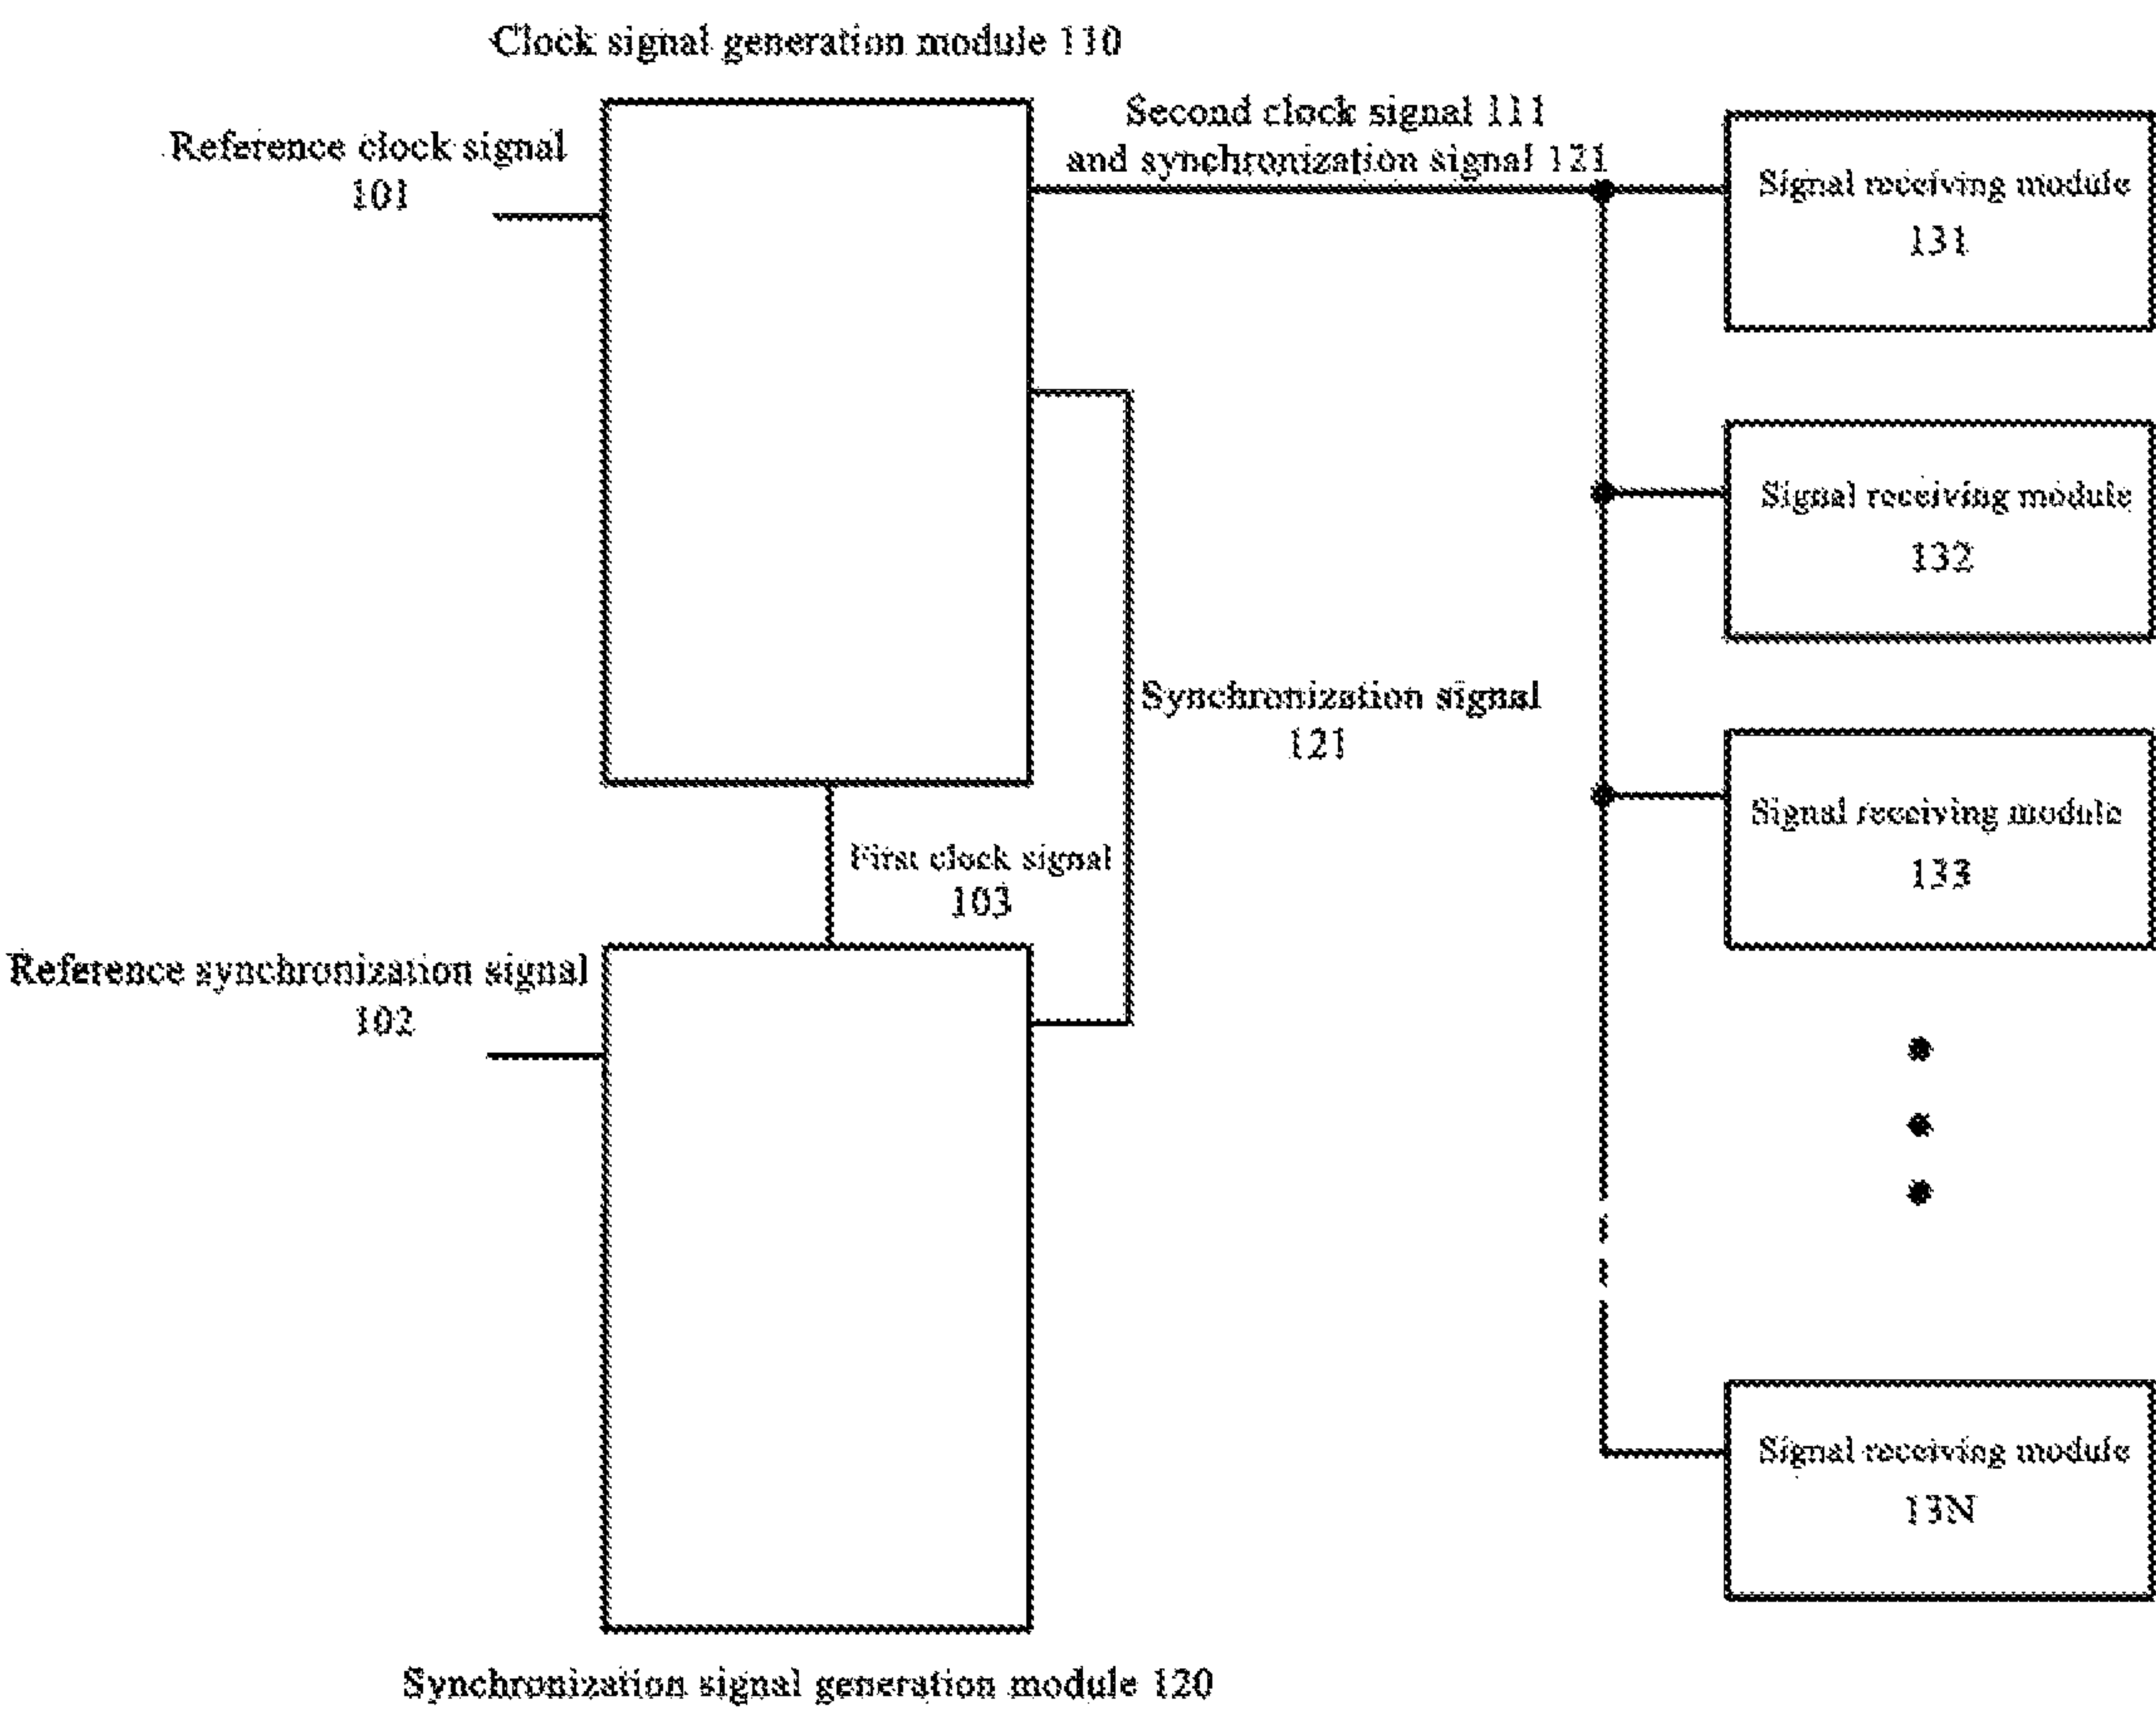 Clock signal generation module 110
Reference clock signal
101
Second clock signal 111
and synchronization signal 121
Signal receiving module
131
Signal receiving module
132
Synchronization signal
121
Signal receiving module
133
First clock signal
103
Reference synchronization signal
102
Signal receiving module
13N
Synchronization signal generation module 120